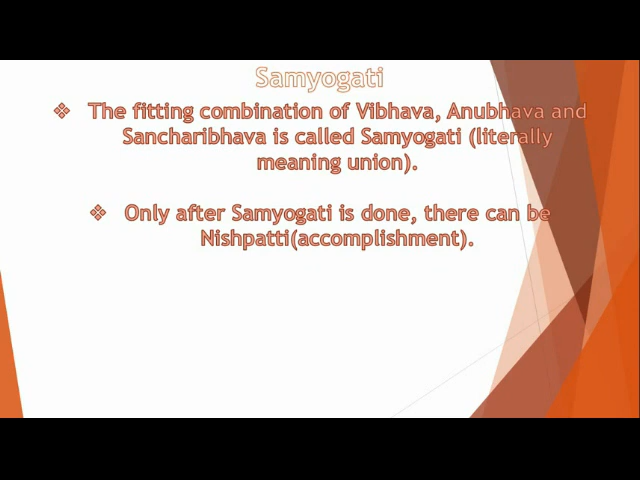 Samyogati
❖ The fitting combination of Vibhava, Anubhava and
Sancharibhava is called Samyogati (literally
meaning union).
❖ Only after Samyogati is done, there can be
Nishpatti(accomplishment).